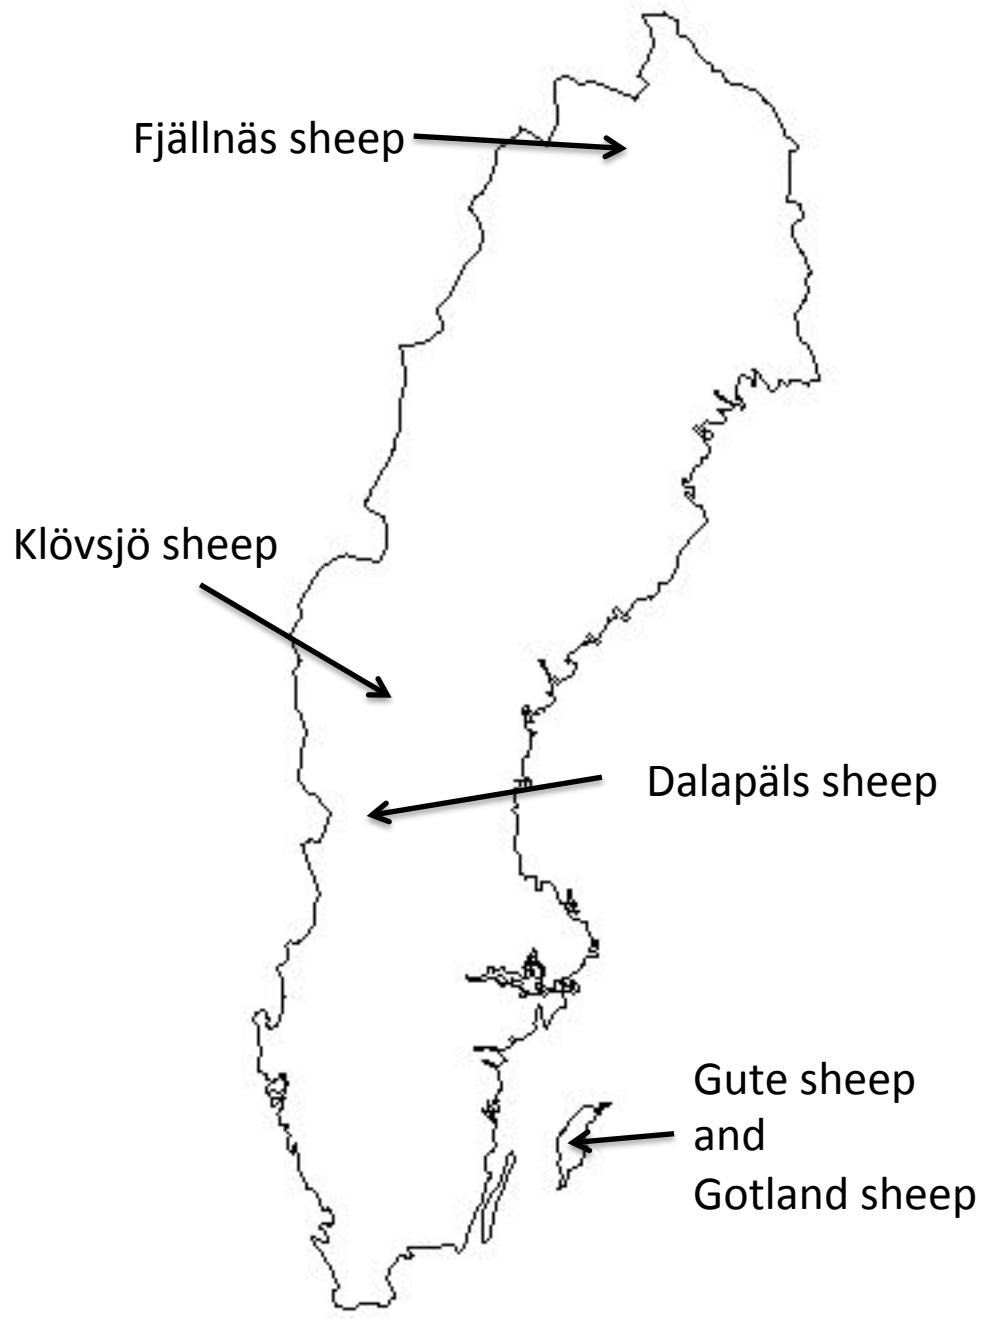 Fjällnäs sheep
Klövsjö sheep
Dalapäls sheep
Gute sheep
and
Gotland sheep